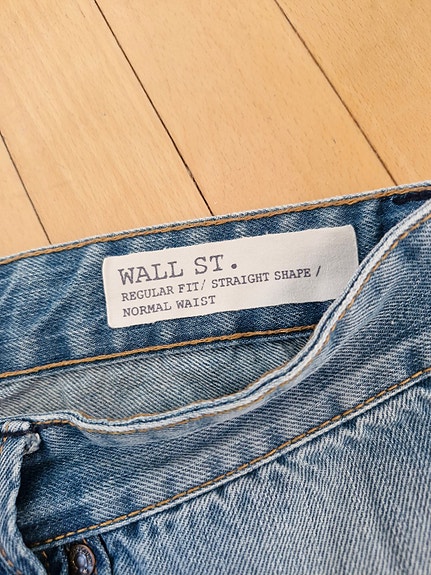 WALL ST.
REGULAR FIT/ STRAIGHT SHAPE /
NORMAL WAIST